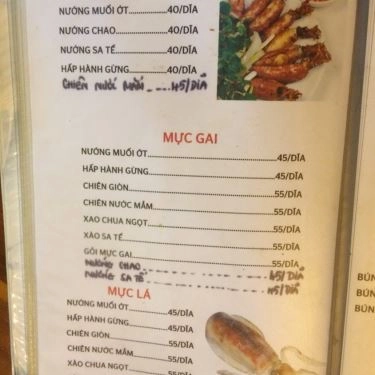 NƯỚNG MUỐI ỚT..........40/DĨA
NƯỚNG CHAO..........40/DĨA
NƯỚNG SA TẾ..........40/DĨA
HẤP HÀNH GỪNG..........40/DĨA
CHIÊN NƯỚC MẮM ------ 45/DĨA
MỰC GAI
NƯỚNG MUỐI ỚT..........45/DĨA
HẤP HÀNH GỪNG..........45/DĨA
CHIÊN GIÒN..........55/DĨA
CHIÊN NƯỚC MẮM..........55/DĨA
XAO CHUA NGỌT..........55/DĨA
XÀO SA TẾ..........55/DĨA
GỎI MỰC GAI..........55/DĨA
NƯỚNG CHAO ------ 45/DĨA
NƯỚNG SA TẾ ------ 45/DĨA
MỰC LÁ
NƯỚNG MUỐI ỚT..........45/DĨA
HẤP HÀNH GỪNG..........45/DĨA
CHIÊN GIÒN..........55/DĨA
CHIÊN NƯỚC MẮM..........55/DĨA
XÀO CHUA NGỌT..........55/DĨA
BÚN
BÚN
BÚN